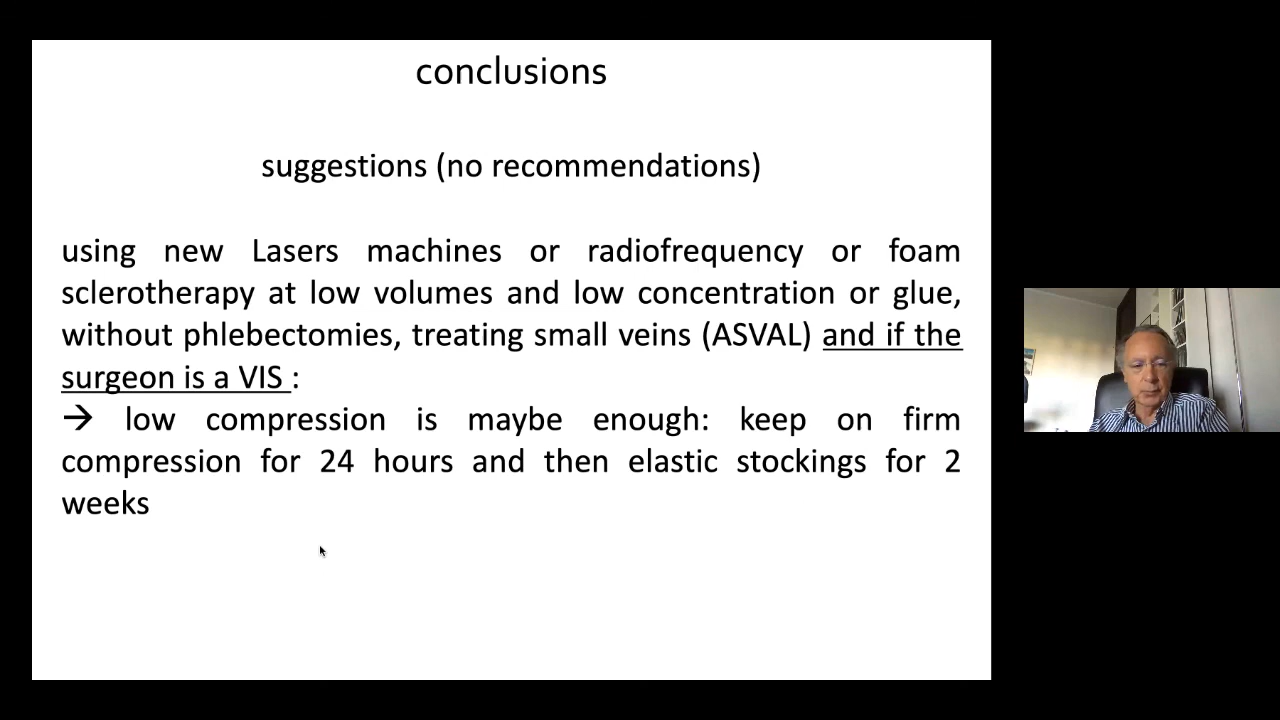 conclusions
suggestions (no recommendations)
using new Lasers machines or radiofrequency or foam
sclerotherapy at low volumes and low concentration or glue,
without phlebectomies, treating small veins (ASVAL) and if the
surgeon is a VIS :
→ low compression is maybe enough: keep on firm
compression for 24 hours and then elastic stockings for 2
weeks